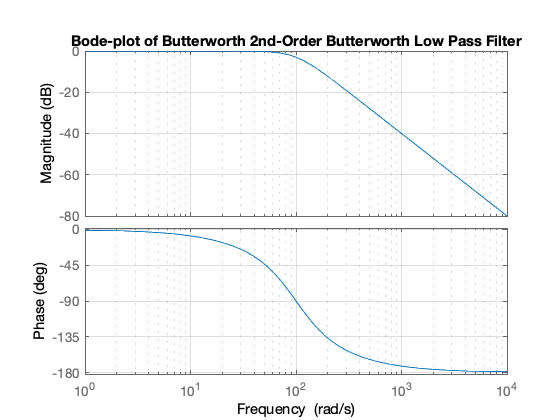 Bode-plot of Butterworth 2nd-Order Butterworth Low Pass Filter
Magnitude (dB)
0
-20
-40
-60
-80
Phase (deg)
0
-45
-90
-135
-180
10^0 10^1 10^2 10^3 10^4
Frequency (rad/s)